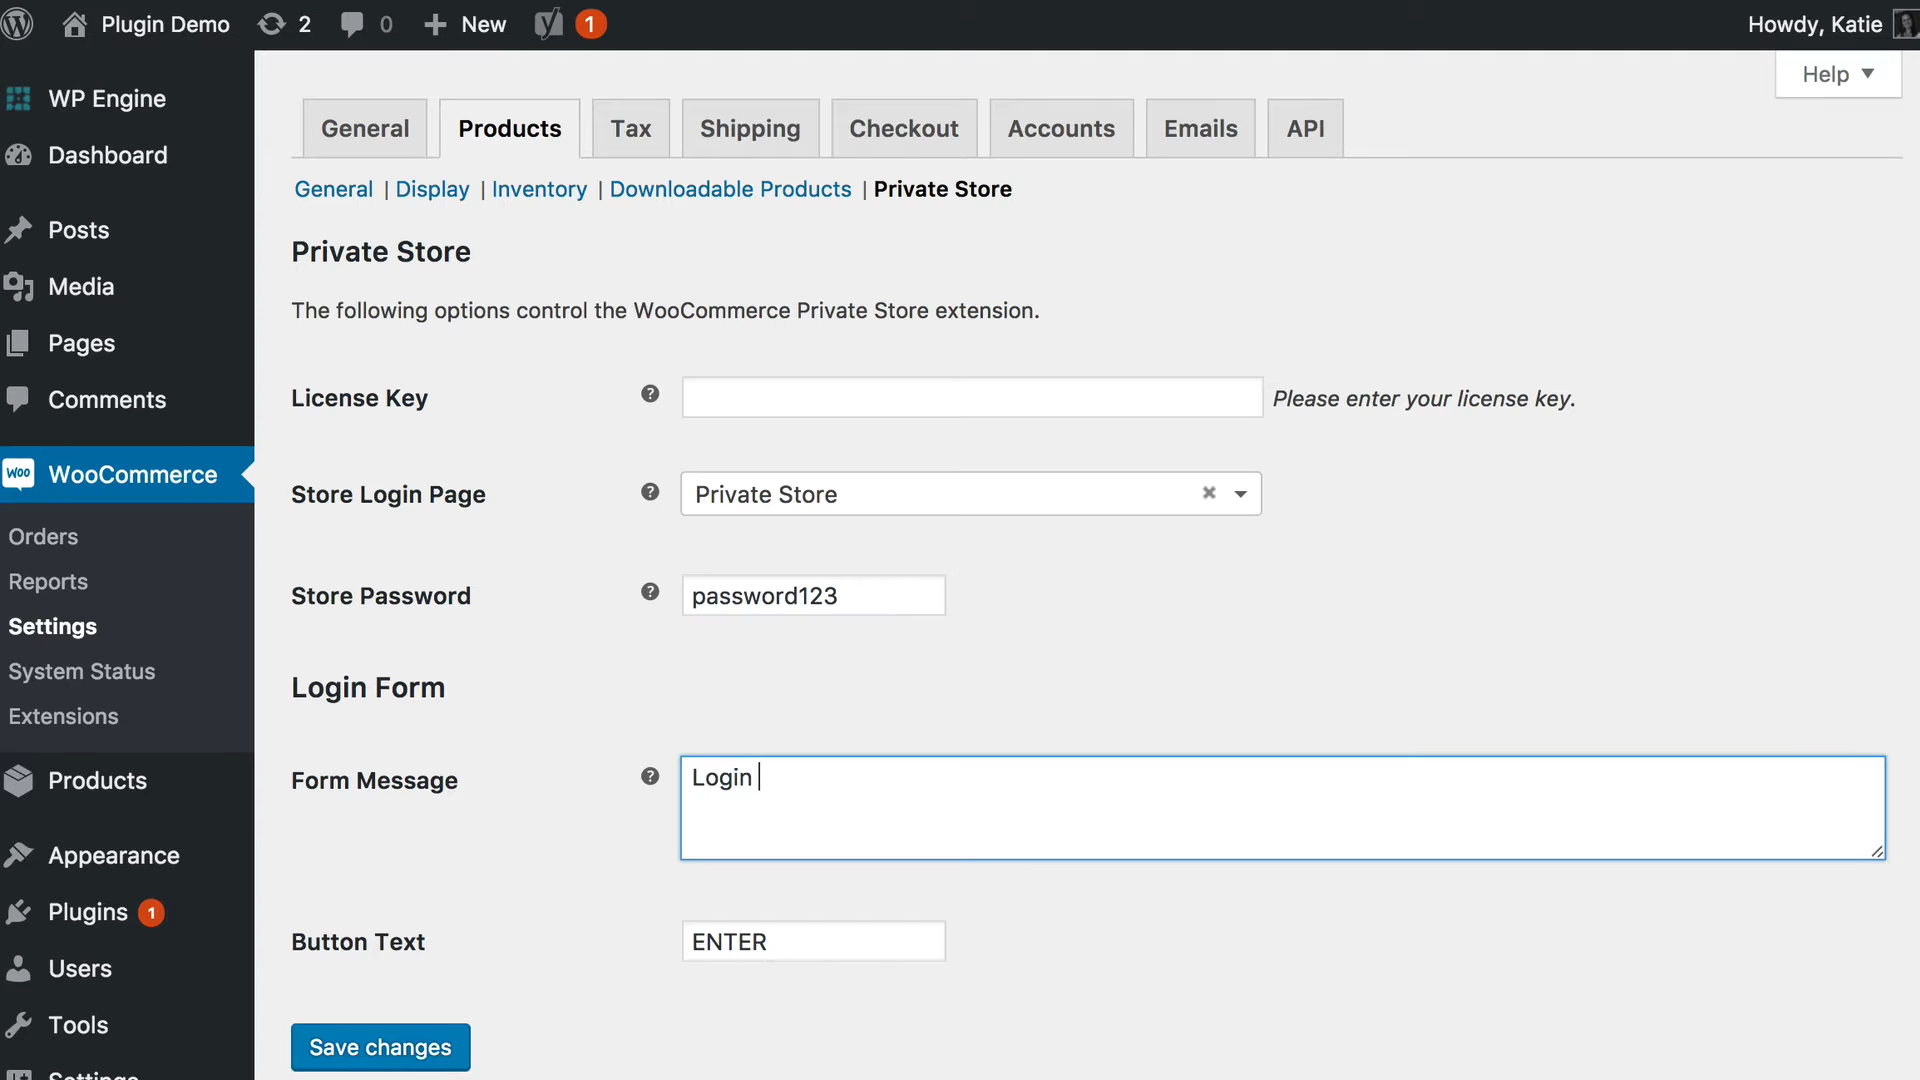 Plugin Demo 2 0 New 1 Howdy, Katie
Help
WP Engine
Dashboard
Posts
Media
Pages
Comments
woo WooCommerce
Orders
Reports
Settings
System Status
Extensions
Products
Appearance
Plugins 1
Users
Tools
Settings
General Products Tax Shipping Checkout Accounts Emails API
General | Display | Inventory | Downloadable Products | Private Store
Private Store
The following options control the WooCommerce Private Store extension.
License Key ? Please enter your license key.
Store Login Page ? Private Store
Store Password ? password123
Login Form
Form Message ? Login
Button Text ENTER
Save changes